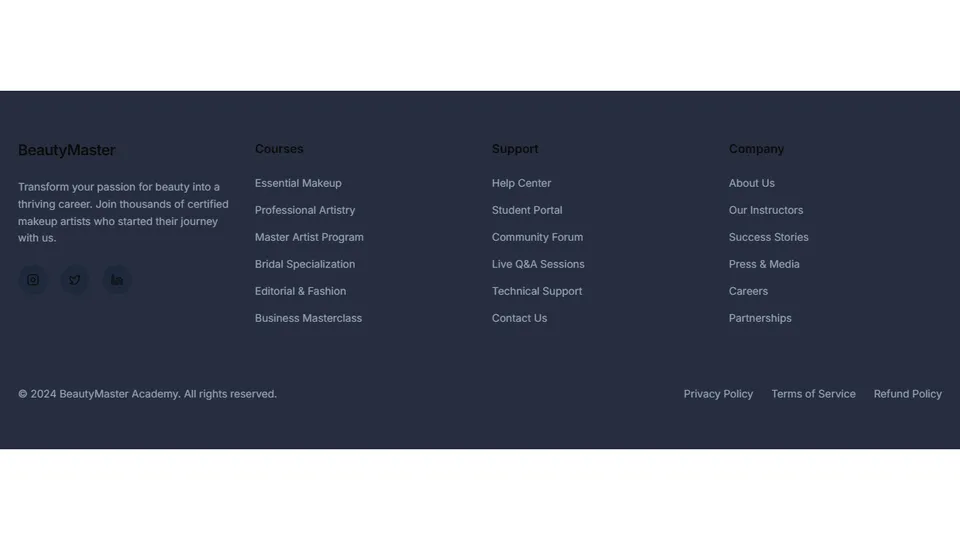 BeautyMaster
Transform your passion for beauty into a
thriving career. Join thousands of certified
makeup artists who started their journey
with us.
Courses
Essential Makeup
Professional Artistry
Master Artist Program
Bridal Specialization
Editorial & Fashion
Business Masterclass
Support
Help Center
Student Portal
Community Forum
Live Q&A Sessions
Technical Support
Contact Us
Company
About Us
Our Instructors
Success Stories
Press & Media
Careers
Partnerships
© 2024 BeautyMaster Academy. All rights reserved.
Privacy Policy
Terms of Service
Refund Policy